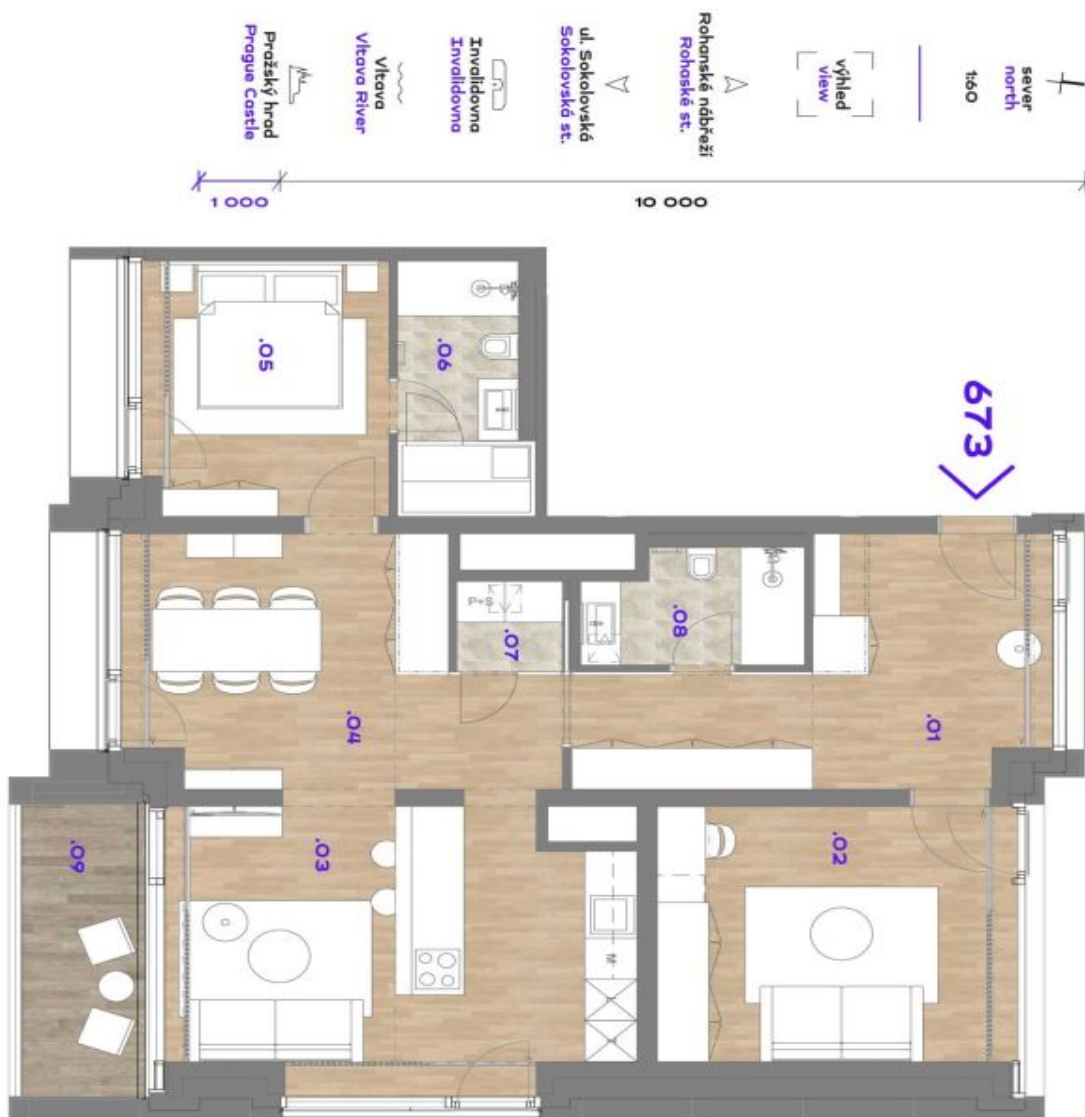 sever
north
1:60
výhled
view
Rohanské nábřeží
Rohaské st.
ul. Sokolovská
Sokolovská st.
Invalidovna
Invalidovna
Vltava
Vltava River
Pražský hrad
Prague Castle
10 000
1 000
673
.01
.02
.08
.07
P+S
M
.04
.03
.06
.05
.09